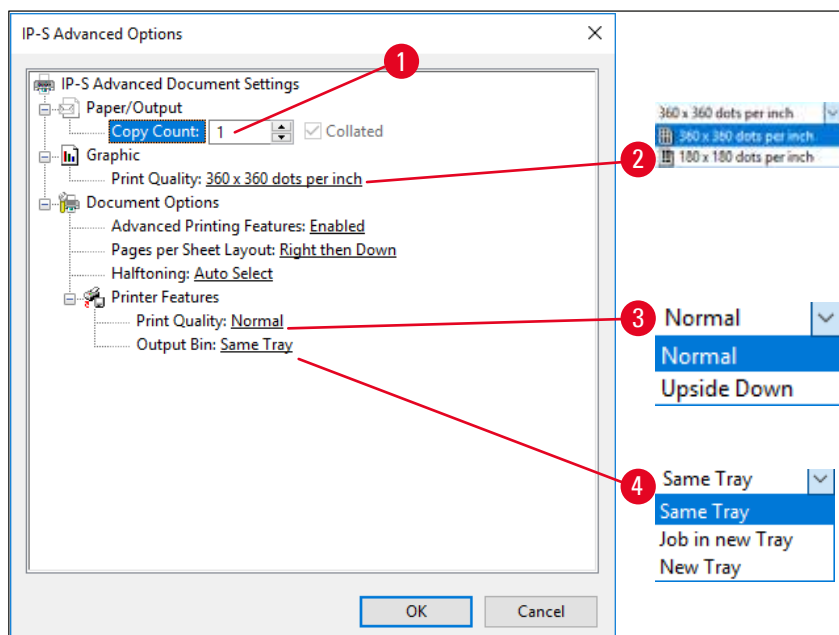 IP-S Advanced Options
IP-S Advanced Document Settings
Paper/Output
Copy Count: 1 Collated
Graphic
Print Quality: 360 x 360 dots per inch
Document Options
Advanced Printing Features: Enabled
Pages per Sheet Layout: Right then Down
Halftoning: Auto Select
Printer Features
Print Quality: Normal
Output Bin: Same Tray
OK Cancel
1
2
360 x 360 dots per inch
360 x 360 dots per inch
180 x 180 dots per inch
3
Normal
Normal
Upside Down
4
Same Tray
Same Tray
Job in new Tray
New Tray